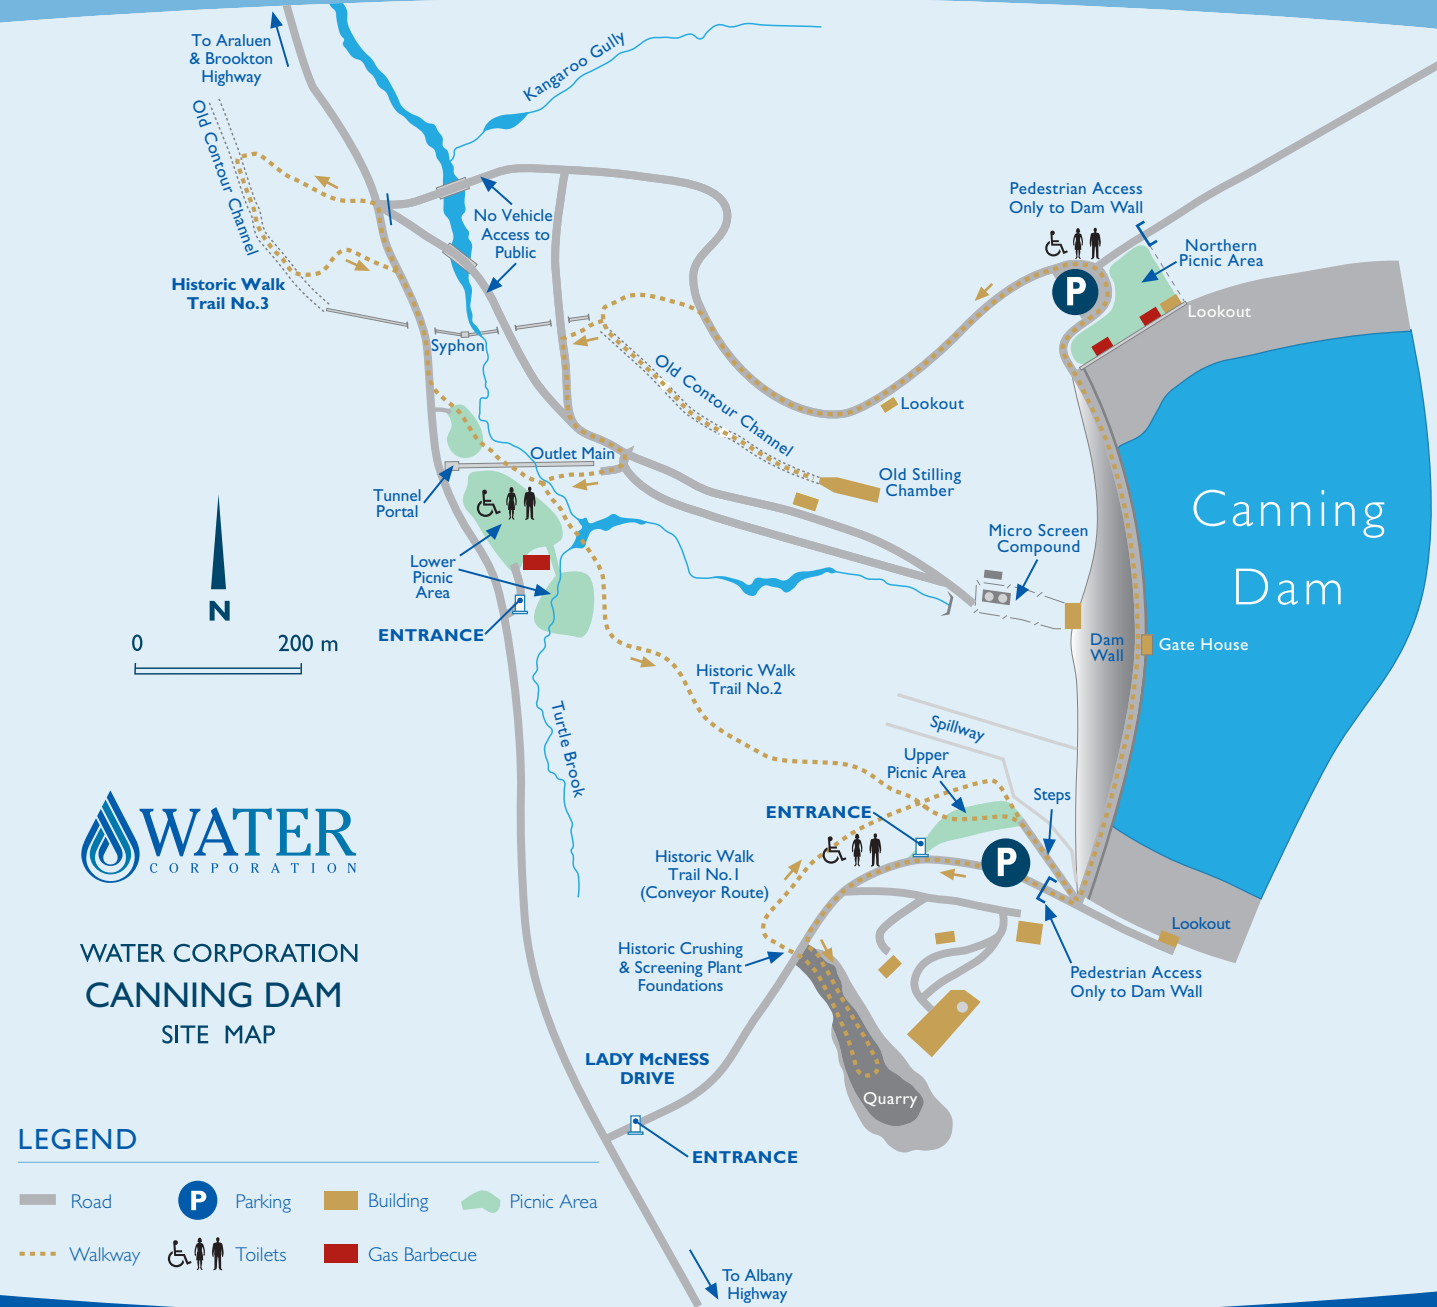 To Araluen
& Brookton
Highway
Kangaroo Gully
Old Contour Channel
No Vehicle
Access to
Public
Pedestrian Access
Only to Dam Wall
Northern
Picnic Area
P
Lookout
Historic Walk
Trail No.3
Syphon
Old Contour Channel
Lookout
Outlet Main
Old Stilling
Chamber
Tunnel
Portal
Canning
Dam
Micro Screen
Compound
Lower
Picnic
Area
N
0 200 m
ENTRANCE
Dam
Wall
Gate House
Historic Walk
Trail No.2
Turtle Brook
Spillway
Upper
Picnic Area
Steps
ENTRANCE
P
WATER
CORPORATION
Historic Walk
Trail No.1
(Conveyor Route)
Lookout
Historic Crushing
& Screening Plant
Foundations
Pedestrian Access
Only to Dam Wall
WATER CORPORATION
CANNING DAM
SITE MAP
LADY McNESS
DRIVE
Quarry
ENTRANCE
LEGEND
Road
P Parking
Building
Picnic Area
Walkway
Toilets
Gas Barbecue
To Albany
Highway